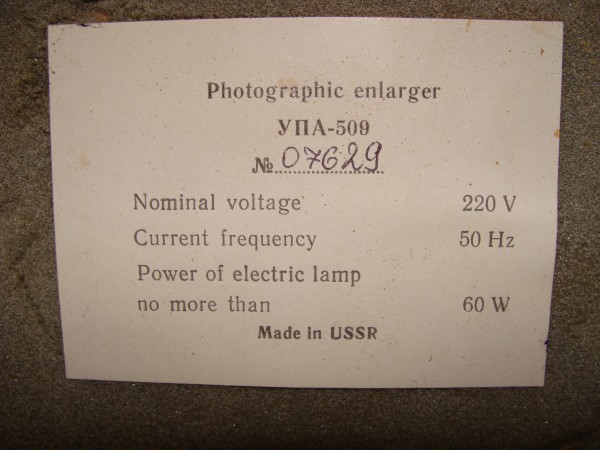 Photographic enlarger
УПА-509
№ 07629
Nominal voltage 220 V
Current frequency 50 Hz
Power of electric lamp
no more than 60 W
Made in USSR